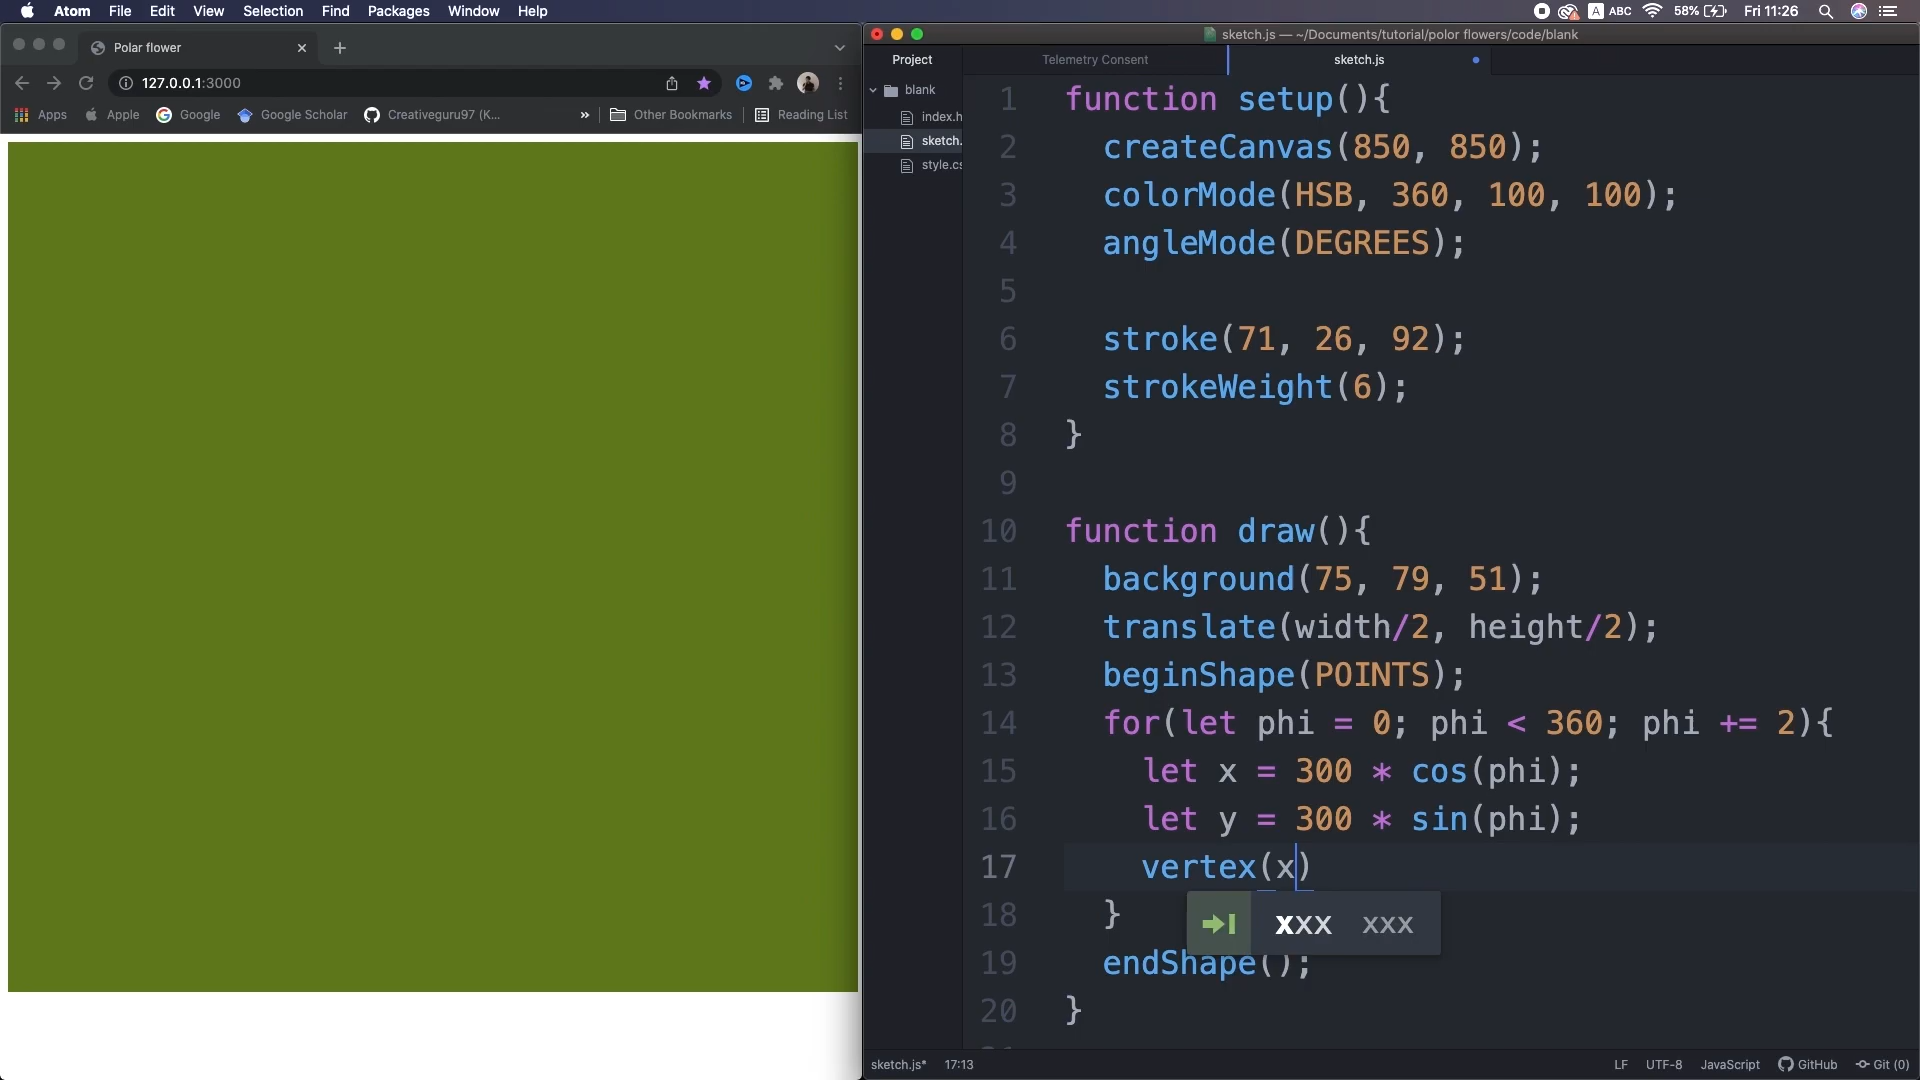 Atom File Edit View Selection Find Packages Window Help
A ABC 58% Fri 11:26
Polar flower
127.0.0.1:3000
Apps Apple Google Google Scholar Creativeguru97 (K... » Other Bookmarks Reading List
sketch.js — ~/Documents/tutorial/polor flowers/code/blank
Project
Telemetry Consent
sketch.js
blank
index.h
sketch.
style.cs
1 function setup(){
2 createCanvas(850, 850);
3 colorMode(HSB, 360, 100, 100);
4 angleMode(DEGREES);
5
6 stroke(71, 26, 92);
7 strokeWeight(6);
8 }
9
10 function draw(){
11 background(75, 79, 51);
12 translate(width/2, height/2);
13 beginShape(POINTS);
14 for(let phi = 0; phi < 360; phi += 2){
15 let x = 300 * cos(phi);
16 let y = 300 * sin(phi);
17 vertex(x)
18 }
xxx xxx
19 endShape();
20 }
sketch.js* 17:13
LF UTF-8 JavaScript GitHub Git (0)